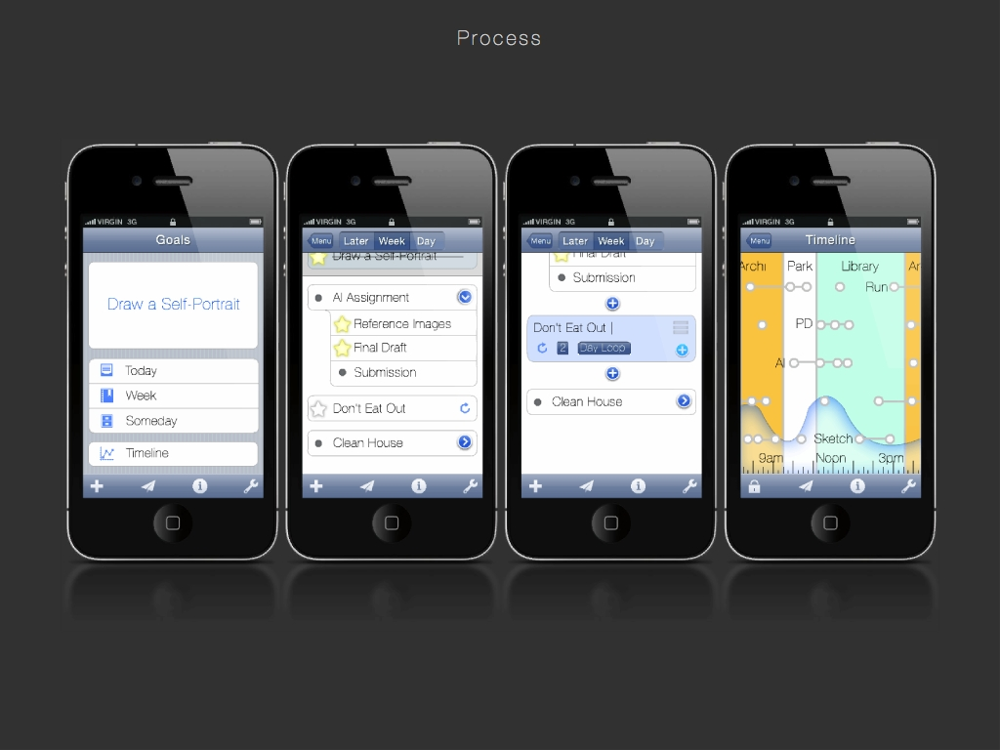 Process
VIRGIN 3G
Goals
Draw a Self-Portrait
Today
Week
Someday
Timeline
VIRGIN 3G
Menu Later Week Day
Draw a Self-Portrait
AI Assignment
Reference Images
Final Draft
Submission
Don't Eat Out
Clean House
VIRGIN 3G
Menu Later Week Day
Final Draft
Submission
Don't Eat Out |
2 Day Loop
Clean House
VIRGIN 3G
Menu Timeline
Archi Park Library Ar
Run
PD
AI
Sketch
9am Noon 3pm